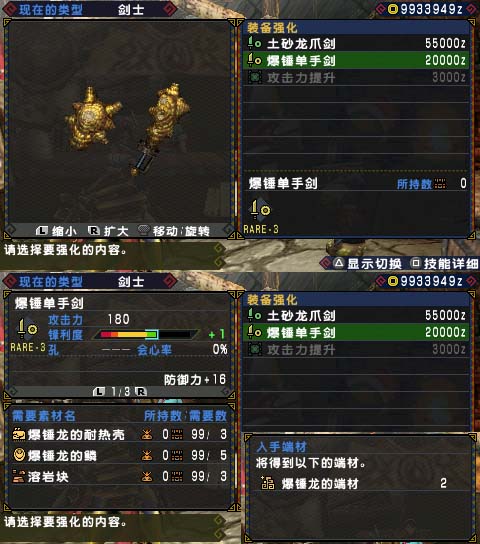 现在的类型 剑士
9933949z
装备强化
土砂龙爪剑 55000z
爆锤单手剑 20000z
攻击力提升 3000z
爆锤单手剑 所持数 0
RARE-3
L 缩小 R 扩大 移动/旋转
请选择要强化的内容。
△显示切换 □技能详细
现在的类型 剑士
9933949z
爆锤单手剑
攻击力 180
锋利度 +1
RARE-3
孔 --- 会心率 0%
防御力+16
L 1/3 R
需要素材名 所持数/需要数
爆锤龙的耐热壳 0 99/ 3
爆锤龙的鳞 0 99/ 5
溶岩块 0 99/ 3
请选择要强化的内容。
装备强化
土砂龙爪剑 55000z
爆锤单手剑 20000z
攻击力提升 3000z
入手端材
将得到以下的端材。
爆锤龙的端材 2